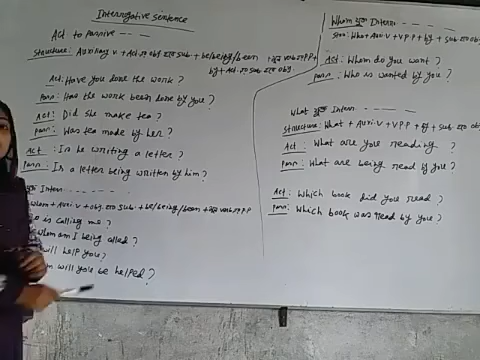 Interrogative sentence
Act to passive - - -
Structure: Auxiliary v + Act এর obj এর sub + be/being/been + মূল verb এর PP +
by + Act এর sub এর obj.
Act: Have you done the work?
Pass: Has the work been done by you?
Act: Did she make tea?
Pass: Was tea made by her?
Act: Is he writing a letter?
Pass: Is a letter being written by him?
যুক্ত Inter. - - - - -
Whom + Auxi. v + obj. এর sub + be/being/been + মূল verb এর PP
is calling me?
whom am I being called?
will help you?
will you be helped?
Whom যুক্ত Interr. - - - -
Who + Auxi. v + V PP + by + sub এর ob
Act: Whom do you want?
Pass: Who is wanted by you?
What যুক্ত Interr. - - - - -
Structure: What + Auxi: v + V PP + by + sub এর ob
Act: What are you reading?
Pass: What are being read by you?
Act: Which book did you read?
Pass: Which book was read by you?